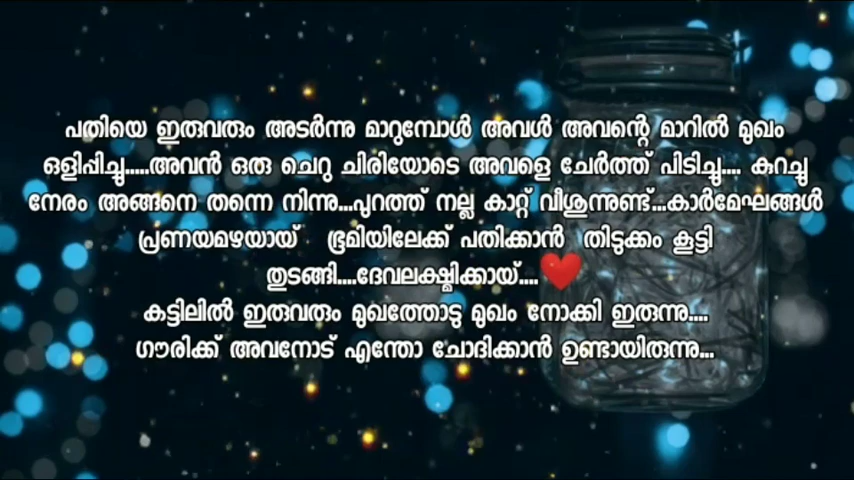 പതിയെ ഇരുവരും അടർന്നു മാറുമ്പോൾ അവൾ അവന്റെ മാറിൽ മുഖം
ഒളിപ്പിച്ചു.....അവൻ ഒരു ചെറു ചിരിയോടെ അവളെ ചേർത്ത് പിടിച്ചു.... കുറച്ചു
നേരം അങ്ങനെ തന്നെ നിന്നു...പുറത്ത് നല്ല കാറ്റ് വീശുന്നുണ്ട്...കാർമേഘങ്ങൾ
പ്രണയമഴയായ് ഭൂമിയിലേക്ക് പതിക്കാൻ തിടുക്കം കൂട്ടി
തുടങ്ങി....ദേവലക്ഷ്മിക്കായ്....❤️
കട്ടിലിൽ ഇരുവരും മുഖത്തോടു മുഖം നോക്കി ഇരുന്നു....
ഗൗരിക്ക് അവനോട് എന്തോ ചോദിക്കാൻ ഉണ്ടായിരുന്നു...